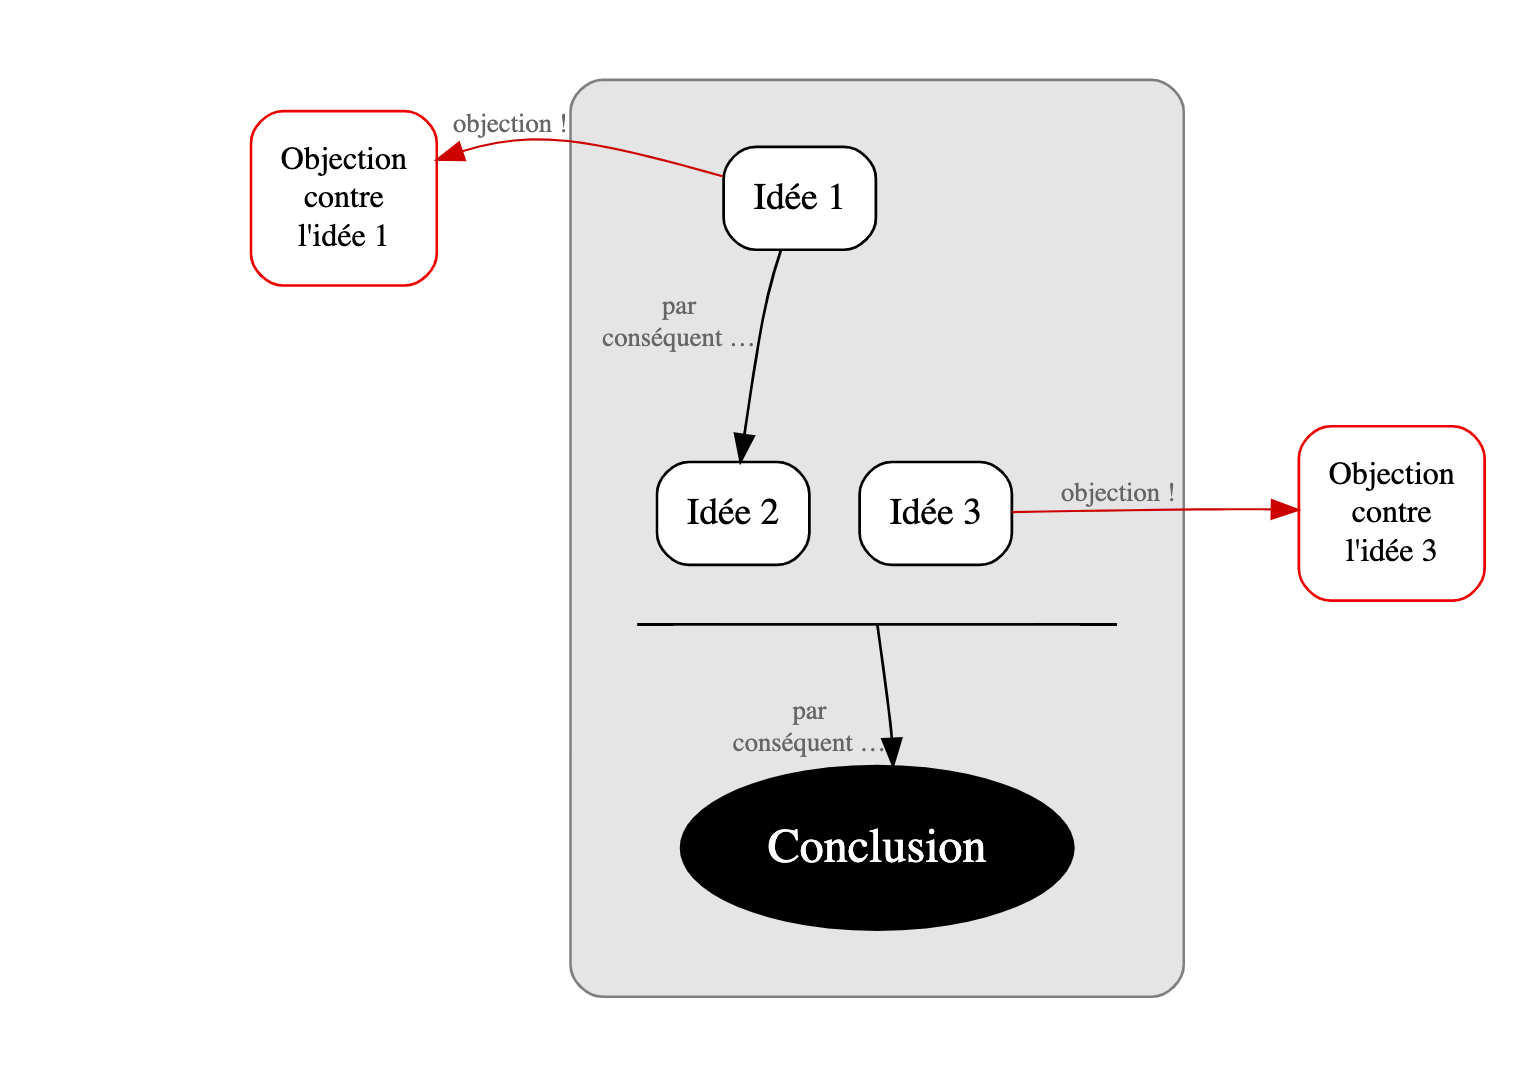 objection !
Objection
contre
l'idée 1
Idée 1
par
conséquent …
Idée 2
Idée 3
objection !
Objection
contre
l'idée 3
par
conséquent …
Conclusion